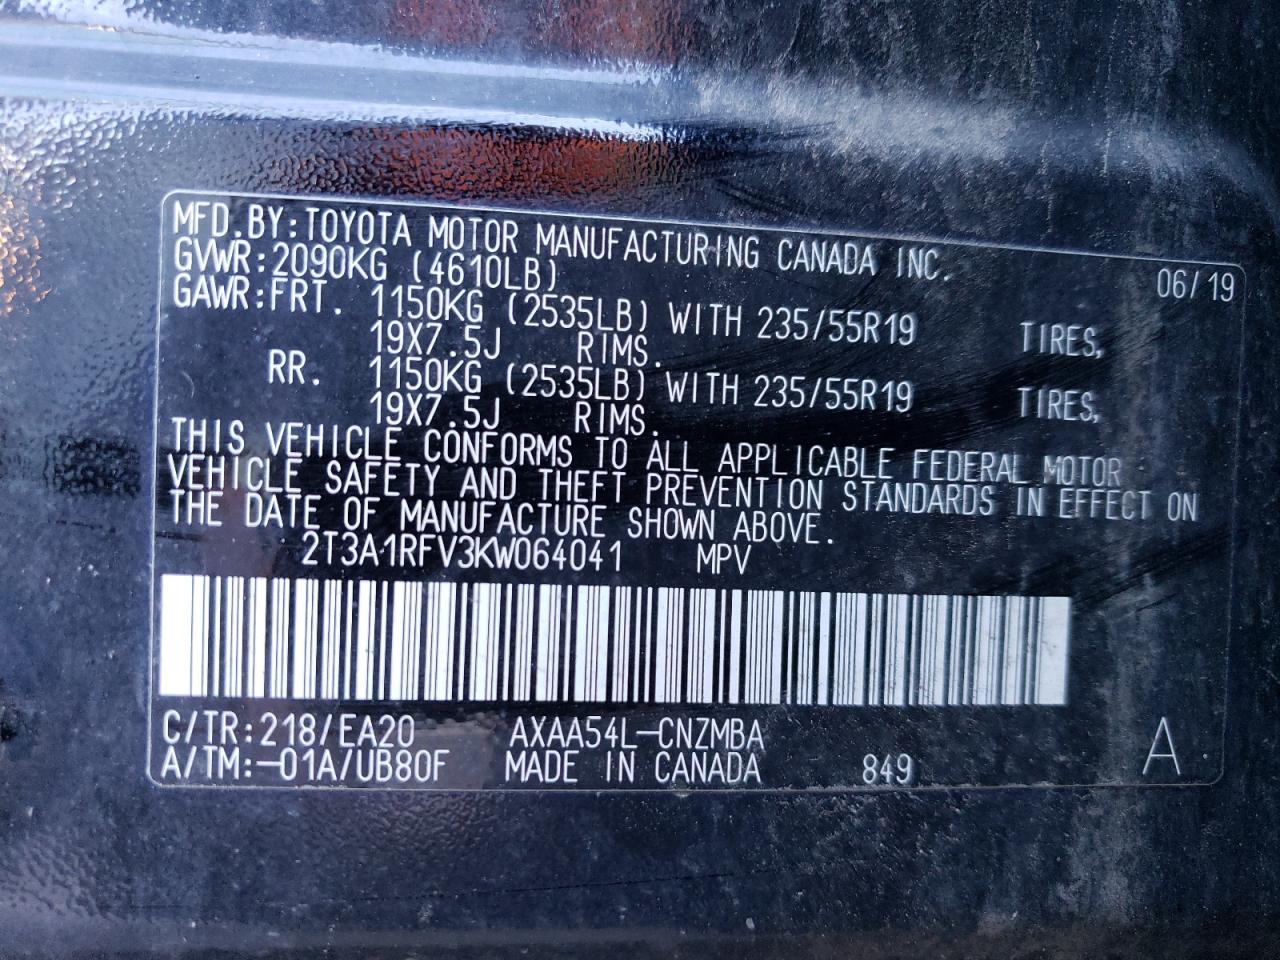 MFD.BY:TOYOTA MOTOR MANUFACTURING CANADA INC. 06/19
GVWR:2090KG (4610LB)
GAWR:FRT. 1150KG (2535LB) WITH 235/55R19 TIRES,
19X7.5J RIMS.
RR. 1150KG (2535LB) WITH 235/55R19 TIRES,
19X7.5J RIMS.
THIS VEHICLE CONFORMS TO ALL APPLICABLE FEDERAL MOTOR
VEHICLE SAFETY AND THEFT PREVENTION STANDARDS IN EFFECT ON
THE DATE OF MANUFACTURE SHOWN ABOVE.
2T3A1RFV3KW064041 MPV
C/TR:218/EA20 AXAA54L-CNZMBA A
A/TM:-01A/UB80F MADE IN CANADA 849